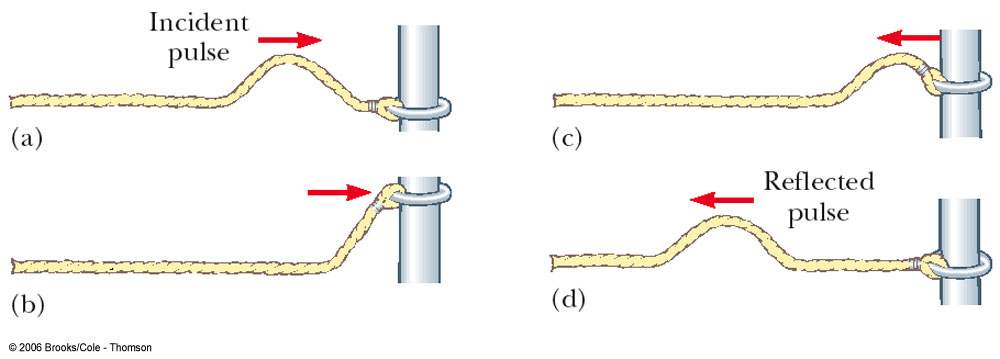 Incident
pulse
(a)
(b)
(c)
Reflected
pulse
(d)
© 2006 Brooks/Cole - Thomson